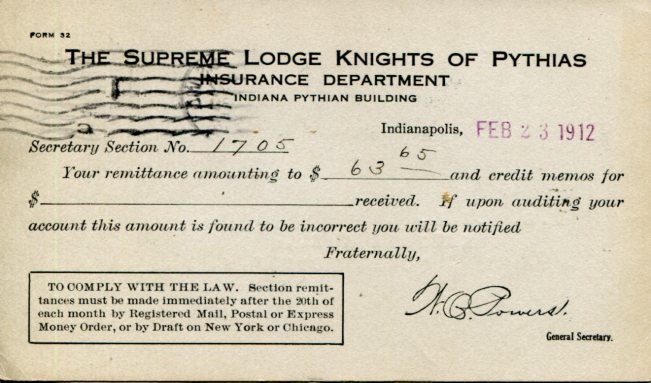 FORM 32
THE SUPREME LODGE KNIGHTS OF PYTHIAS
INSURANCE DEPARTMENT
INDIANA PYTHIAN BUILDING
Indianapolis, FEB 23 1912
Secretary Section No. 1705
Your remittance amounting to $ 63 65 and credit memos for
$ received. If upon auditing your
account this amount is found to be incorrect you will be notified
Fraternally,
TO COMPLY WITH THE LAW. Section remit-
tances must be made immediately after the 20th of
each month by Registered Mail, Postal or Express
Money Order, or by Draft on New York or Chicago.
W. O. Powers.
General Secretary.